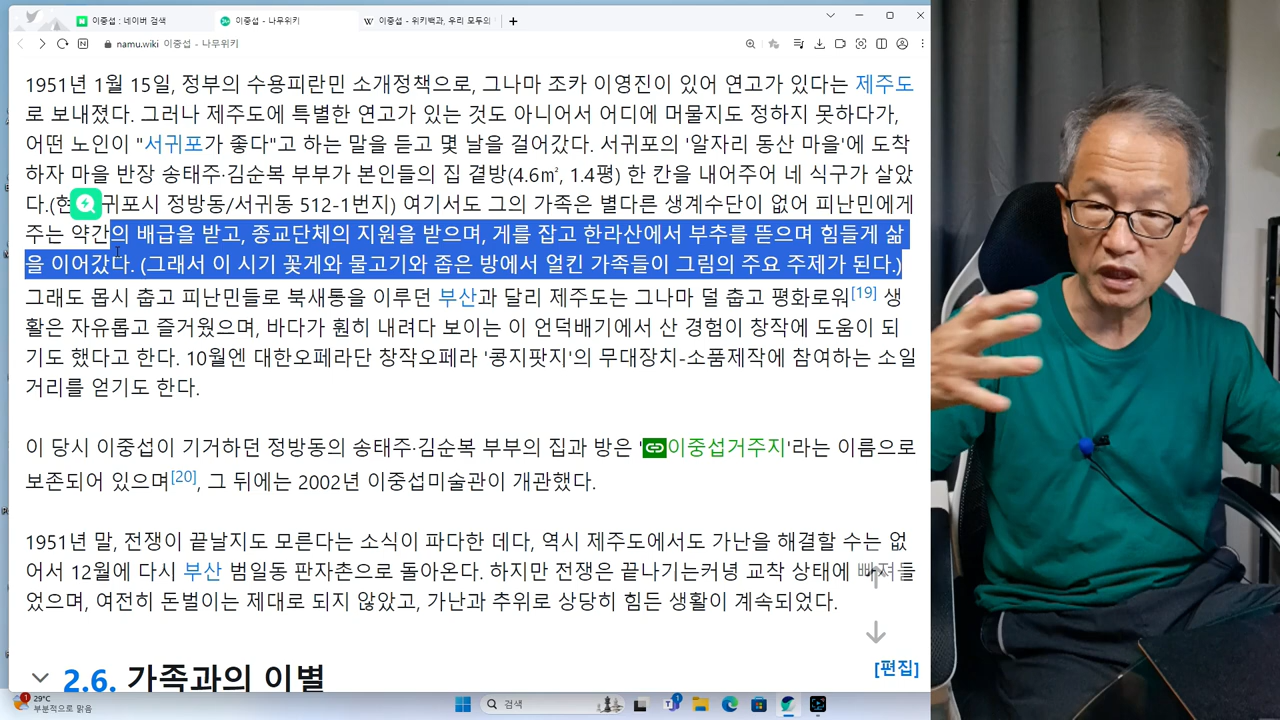 이중섭 : 네이버 검색
이중섭 - 나무위키
이중섭 - 위키백과, 우리 모두의
namu.wiki 이중섭 - 나무위키
1951년 1월 15일, 정부의 수용피란민 소개정책으로, 그나마 조카 이영진이 있어 연고가 있다는 제주도
로 보내졌다. 그러나 제주도에 특별한 연고가 있는 것도 아니어서 어디에 머물지도 정하지 못하다가,
어떤 노인이 "서귀포가 좋다"고 하는 말을 듣고 몇 날을 걸어갔다. 서귀포의 '알자리 동산 마을'에 도착
하자 마을 반장 송태주·김순복 부부가 본인들의 집 곁방(4.6㎡, 1.4평) 한 칸을 내어주어 네 식구가 살았
다.(현 귀포시 정방동/서귀동 512-1번지) 여기서도 그의 가족은 별다른 생계수단이 없어 피난민에게
주는 약간의 배급을 받고, 종교단체의 지원을 받으며, 게를 잡고 한라산에서 부추를 뜯으며 힘들게 삶
을 이어갔다. (그래서 이 시기 꽃게와 물고기와 좁은 방에서 얼킨 가족들이 그림의 주요 주제가 된다.)
그래도 몹시 춥고 피난민들로 북새통을 이루던 부산과 달리 제주도는 그나마 덜 춥고 평화로워[19] 생
활은 자유롭고 즐거웠으며, 바다가 훤히 내려다 보이는 이 언덕배기에서 산 경험이 창작에 도움이 되
기도 했다고 한다. 10월엔 대한오페라단 창작오페라 '콩지팟지'의 무대장치-소품제작에 참여하는 소일
거리를 얻기도 한다.
이 당시 이중섭이 기거하던 정방동의 송태주·김순복 부부의 집과 방은 '이중섭거주지'라는 이름으로
보존되어 있으며[20], 그 뒤에는 2002년 이중섭미술관이 개관했다.
1951년 말, 전쟁이 끝날지도 모른다는 소식이 파다한 데다, 역시 제주도에서도 가난을 해결할 수는 없
어서 12월에 다시 부산 범일동 판자촌으로 돌아온다. 하지만 전쟁은 끝나기는커녕 교착 상태에 빠져들
었으며, 여전히 돈벌이는 제대로 되지 않았고, 가난과 추위로 상당히 힘든 생활이 계속되었다.
2.6. 가족과의 이별
[편집]
29°C
부분적으로 맑음
검색